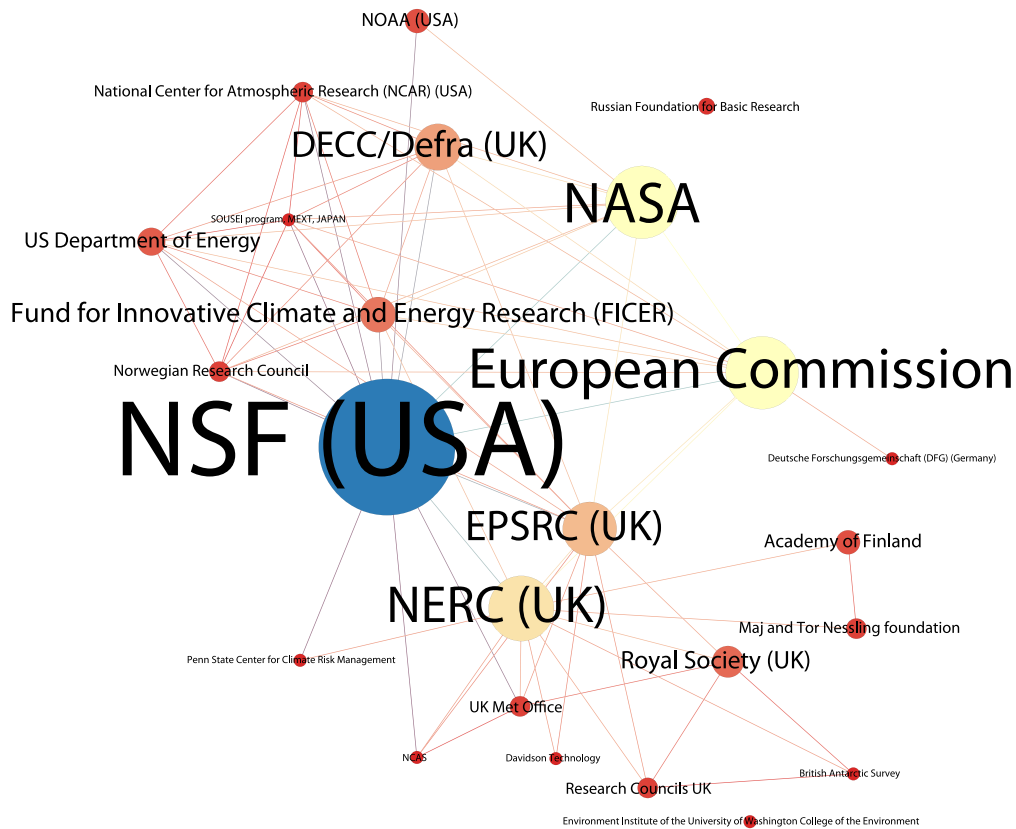 NOAA (USA)
National Center for Atmospheric Research (NCAR) (USA)
Russian Foundation for Basic Research
DECC/Defra (UK)
NASA
SOUSEI program, MEXT, JAPAN
US Department of Energy
Fund for Innovative Climate and Energy Research (FICER)
Norwegian Research Council
European Commission
NSF (USA)
Deutsche Forschungsgemeinschaft (DFG) (Germany)
EPSRC (UK)
Academy of Finland
NERC (UK)
Maj and Tor Nessling foundation
Penn State Center for Climate Risk Management
Royal Society (UK)
UK Met Office
NCAS
Davidson Technology
British Antarctic Survey
Research Councils UK
Environment Institute of the University of Washington College of the Environment